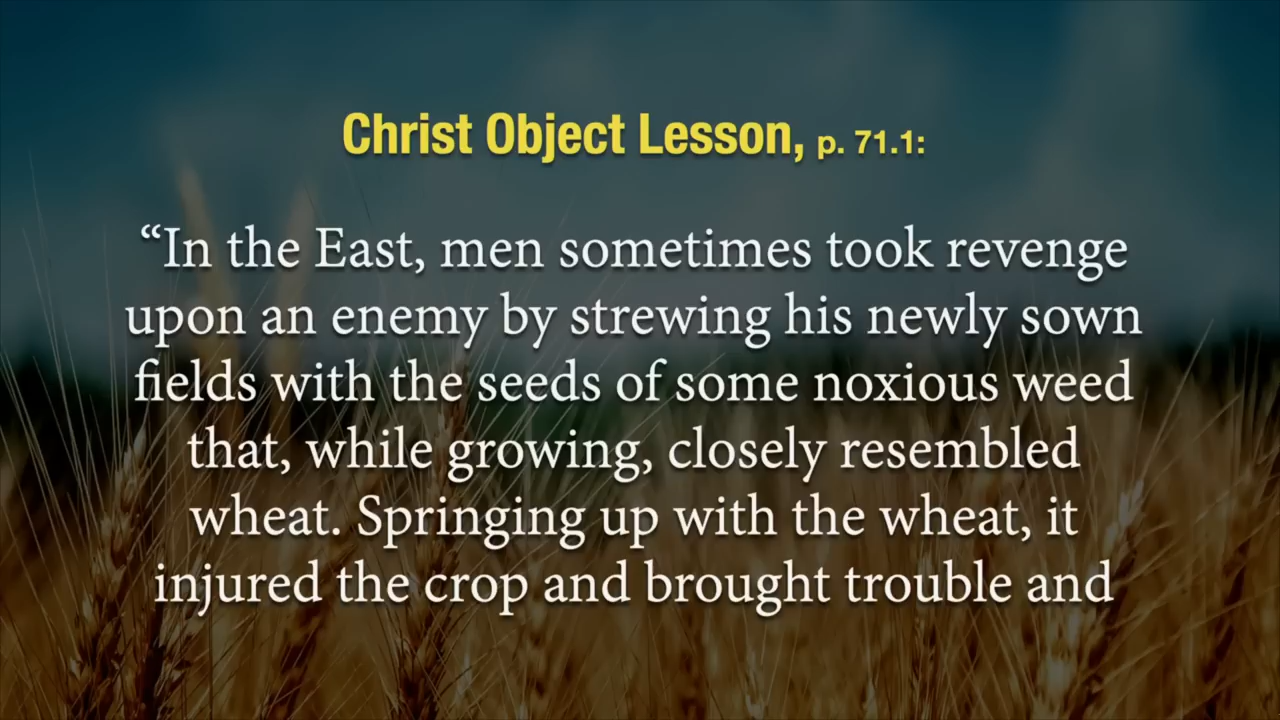 Christ Object Lesson, p. 71.1:
“In the East, men sometimes took revenge
upon an enemy by strewing his newly sown
fields with the seeds of some noxious weed
that, while growing, closely resembled
wheat. Springing up with the wheat, it
injured the crop and brought trouble and